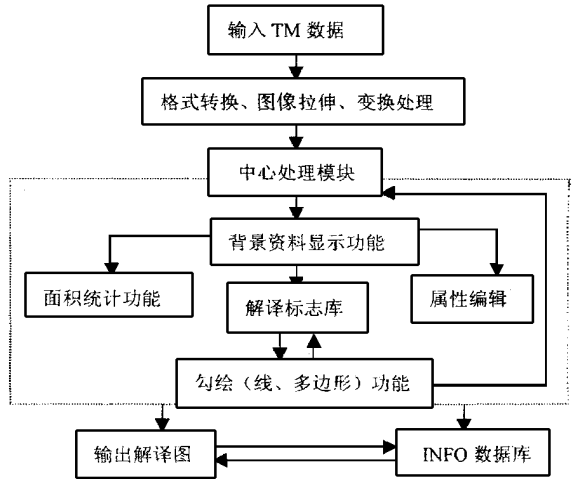 输入 TM 数据
格式转换、图像拉伸、变换处理
中心处理模块
背景资料显示功能
面积统计功能
解译标志库
属性编辑
勾绘（线、多边形）功能
输出解译图
INFO 数据库